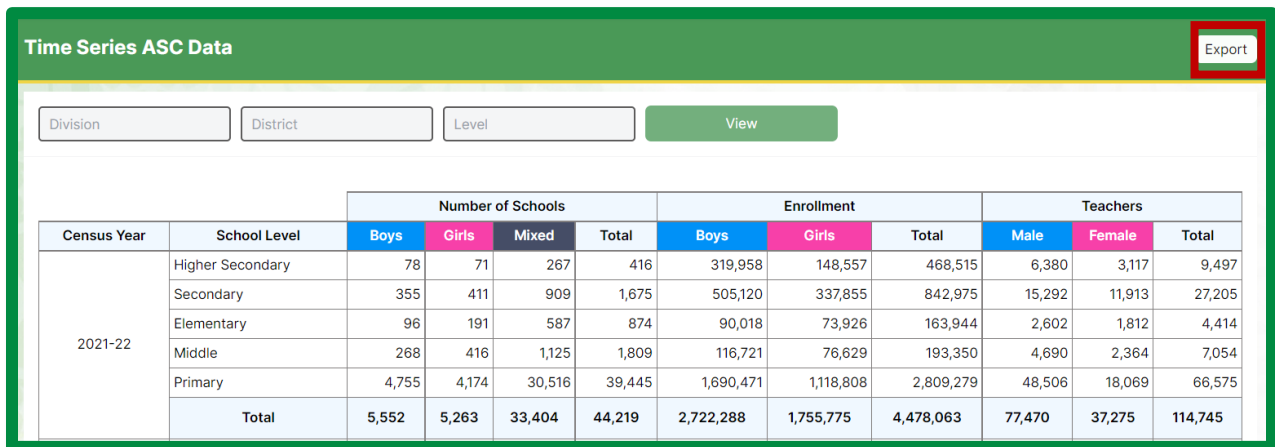 Time Series ASC Data
Export
Division District Level View
Number of Schools Enrollment Teachers
Census Year School Level Boys Girls Mixed Total Boys Girls Total Male Female Total
Higher Secondary 78 71 267 416 319,958 148,557 468,515 6,380 3,117 9,497
Secondary 355 411 909 1,675 505,120 337,855 842,975 15,292 11,913 27,205
Elementary 96 191 587 874 90,018 73,926 163,944 2,602 1,812 4,414
2021-22
Middle 268 416 1,125 1,809 116,721 76,629 193,350 4,690 2,364 7,054
Primary 4,755 4,174 30,516 39,445 1,690,471 1,118,808 2,809,279 48,506 18,069 66,575
Total 5,552 5,263 33,404 44,219 2,722,288 1,755,775 4,478,063 77,470 37,275 114,745